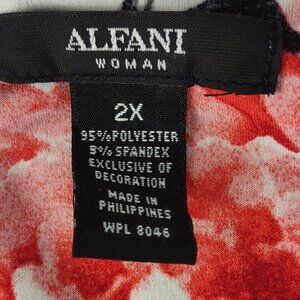 ALFANI
WOMAN
2X
95%POLYESTER
5%SPANDEX
EXCLUSIVE OF
DECORATION
MADE IN
PHILIPPINES
WPL 8046